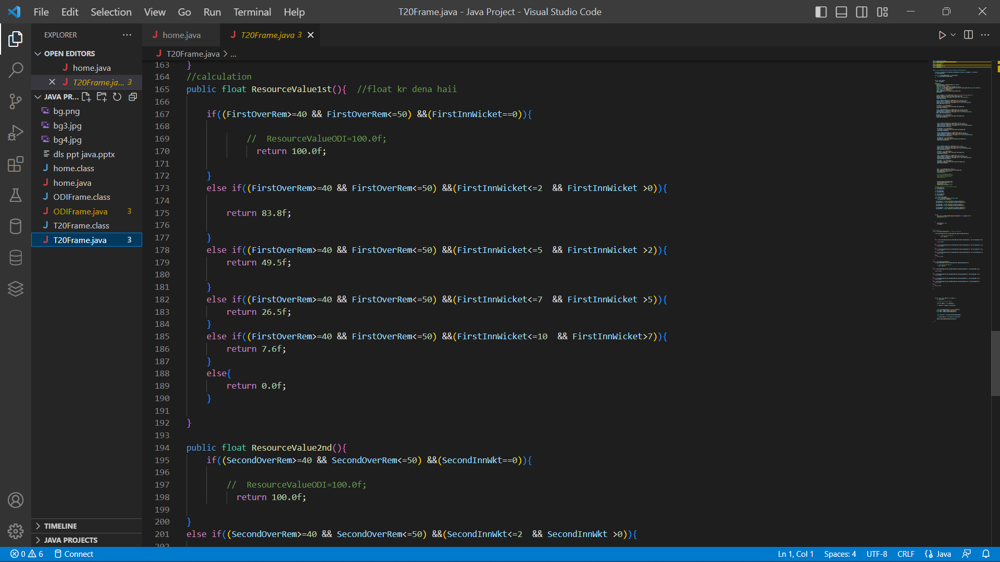 File Edit Selection View Go Run Terminal Help
T20Frame.java - Java Project - Visual Studio Code
EXPLORER
OPEN EDITORS
home.java
T20Frame.ja... 3
JAVA PR...
bg.png
bg3.jpg
bg4.jpg
dls ppt java.pptx
home.class
home.java
ODIFrame.class
ODIFrame.java 3
T20Frame.class
T20Frame.java 3
TIMELINE
JAVA PROJECTS
home.java
T20Frame.java 3
T20Frame.java > ...
163 }
164 //calculation
165 public float ResourceValue1st(){ //float kr dena haii
166
167 if((FirstOverRem>=40 && FirstOverRem<=50) &&(FirstInnWicket==0)){
168
169 // ResourceValueODI=100.0f;
170 return 100.0f;
171
172 }
173 else if((FirstOverRem>=40 && FirstOverRem<=50) &&(FirstInnWicket<=2 && FirstInnWicket >0)){
174
175 return 83.8f;
176
177 }
178 else if((FirstOverRem>=40 && FirstOverRem<=50) &&(FirstInnWicket<=5 && FirstInnWicket >2)){
179 return 49.5f;
180
181 }
182 else if((FirstOverRem>=40 && FirstOverRem<=50) &&(FirstInnWicket<=7 && FirstInnWicket >5)){
183 return 26.5f;
184 }
185 else if((FirstOverRem>=40 && FirstOverRem<=50) &&(FirstInnWicket<=10 && FirstInnWicket>7)){
186 return 7.6f;
187 }
188 else{
189 return 0.0f;
190 }
191
192 }
193
194 public float ResourceValue2nd(){
195 if((SecondOverRem>=40 && SecondOverRem<=50) &&(SecondInnWkt==0)){
196
197 // ResourceValueODI=100.0f;
198 return 100.0f;
199
200 }
201 else if((SecondOverRem>=40 && SecondOverRem<=50) &&(SecondInnWkt<=2 && SecondInnWkt >0)){
202
0 6 Connect
Ln 1, Col 1 Spaces: 4 UTF-8 CRLF Java